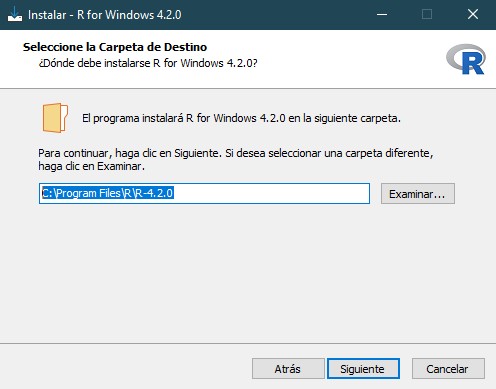 Instalar - R for Windows 4.2.0
Seleccione la Carpeta de Destino
¿Dónde debe instalarse R for Windows 4.2.0?
R
El programa instalará R for Windows 4.2.0 en la siguiente carpeta.
Para continuar, haga clic en Siguiente. Si desea seleccionar una carpeta diferente,
haga clic en Examinar.
C:\Program Files\R\R-4.2.0
Examinar...
Atrás
Siguiente
Cancelar